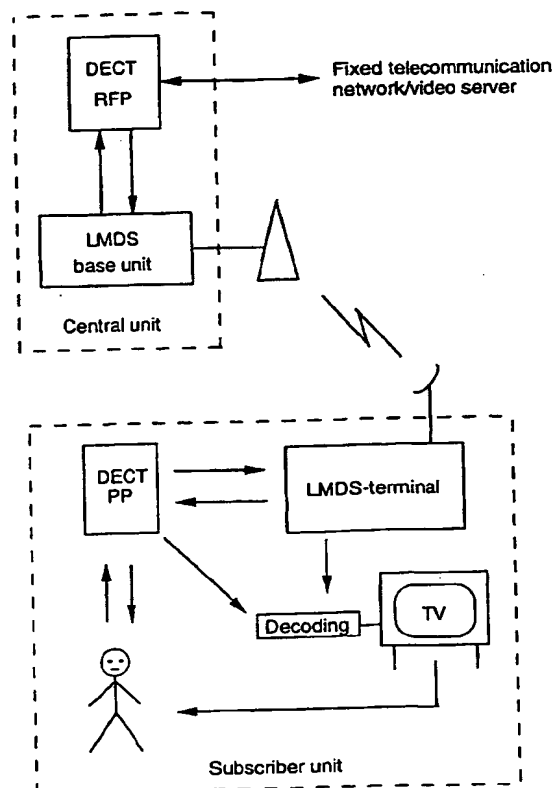 DECT
RFP
Fixed telecommunication
network/video server
LMDS
base unit
Central unit
DECT
PP
LMDS-terminal
Decoding
TV
Subscriber unit